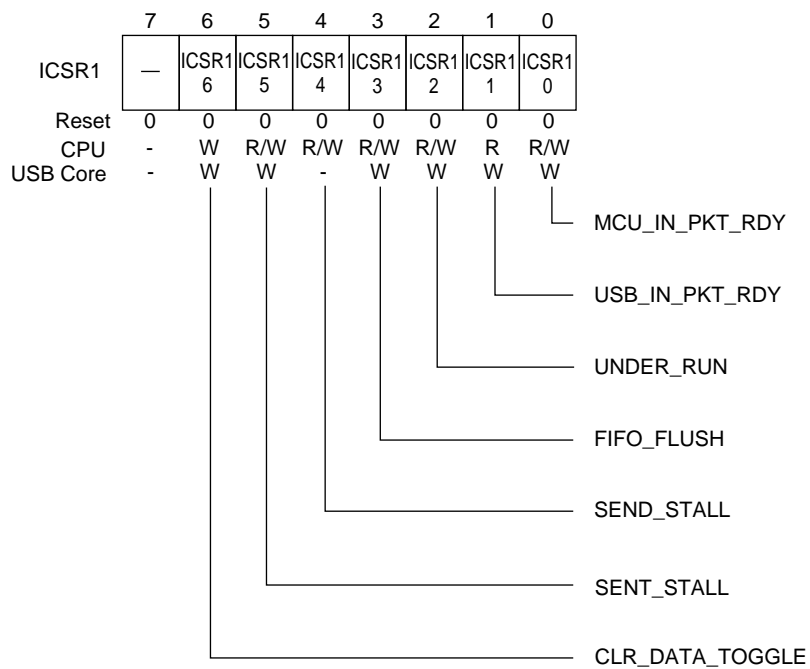 7 6 5 4 3 2 1 0
ICSR1 — ICSR1 ICSR1 ICSR1 ICSR1 ICSR1 ICSR1 ICSR1
6 5 4 3 2 1 0
Reset 0 0 0 0 0 0 0 0
CPU - W R/W R/W R/W R/W R R/W
USB Core - W W - W W W W
MCU_IN_PKT_RDY
USB_IN_PKT_RDY
UNDER_RUN
FIFO_FLUSH
SEND_STALL
SENT_STALL
CLR_DATA_TOGGLE